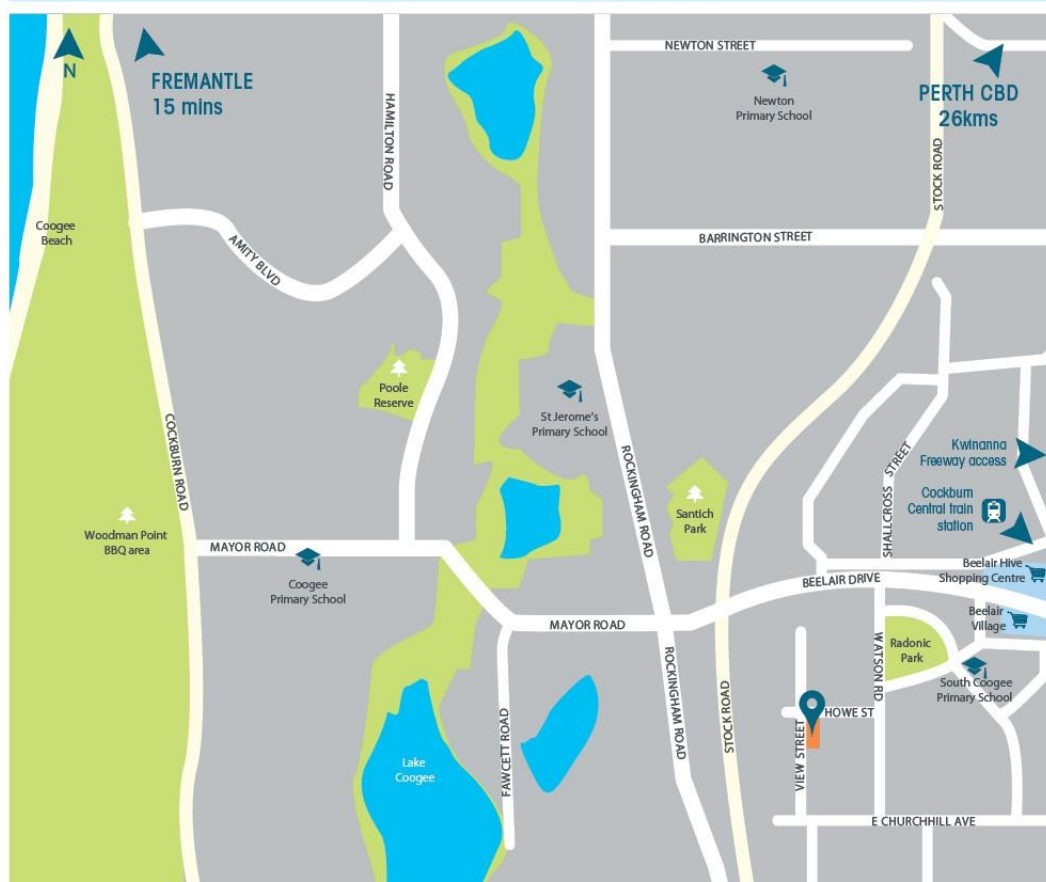 N
FREMANTLE
15 mins
NEWTON STREET
Newton
Primary School
PERTH CBD
26kms
HAMILTON ROAD
STOCK ROAD
Coogee
Beach
AMITY BLVD
BARRINGTON STREET
Poole
Reserve
St Jerome's
Primary School
COCKBURN ROAD
ROCKINGHAM ROAD
Santich
Park
SHALLCROSS STREET
Kwinanna
Freeway access
Cockburn
Central train
station
Woodman Point
BBQ area
MAYOR ROAD
Coogee
Primary School
BEELAIR DRIVE
Beelair Hive
Shopping Centre
Beelair
Village
MAYOR ROAD
WATSON RD
Radonic
Park
South Coogee
Primary School
ROCKINGHAM ROAD
STOCK ROAD
HOWE ST
VIEW STREET
FAWCETT ROAD
Lake
Coogee
E CHURCHHILL AVE